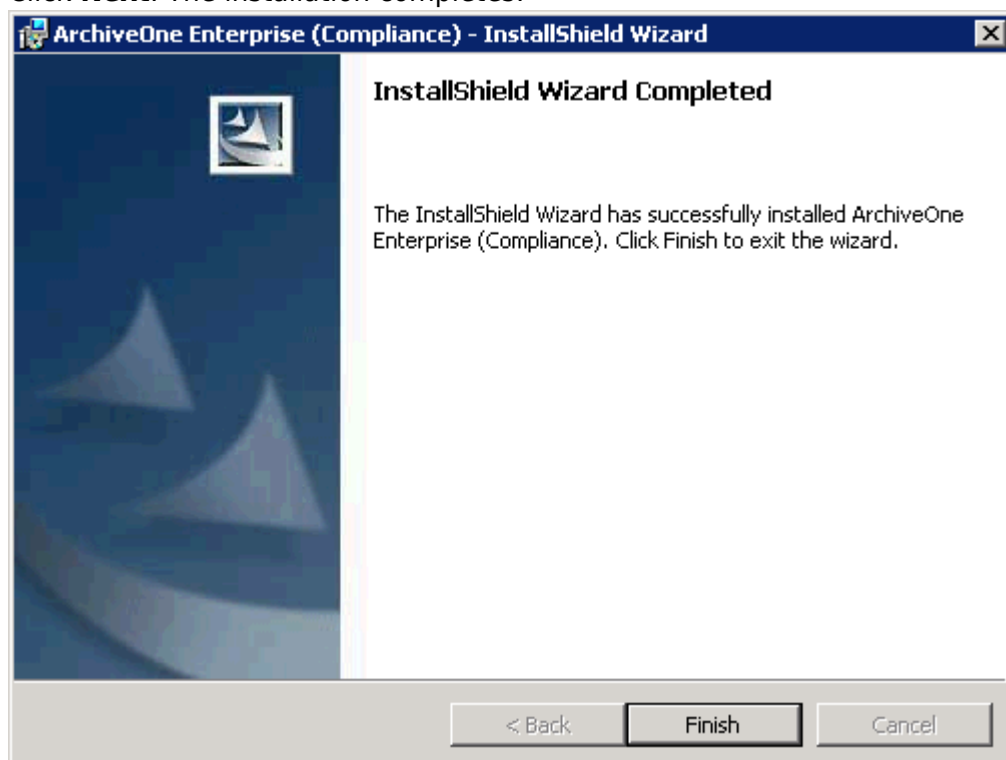 Click Next. The installation completes.
ArchiveOne Enterprise (Compliance) - InstallShield Wizard
InstallShield Wizard Completed
The InstallShield Wizard has successfully installed ArchiveOne
Enterprise (Compliance). Click Finish to exit the wizard.
< Back
Finish
Cancel